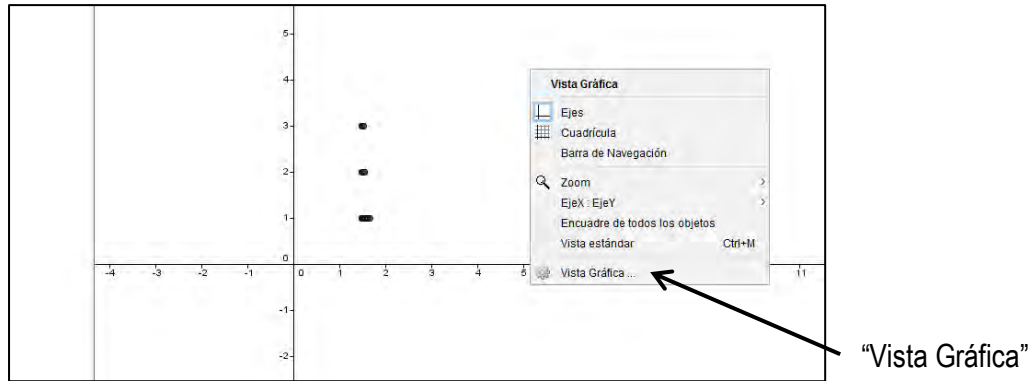 5
4
3
2
1
0
-4 -3 -2 -1 0 1 2 3 4 5 11
-1
-2
Vista Gráfica
Ejes
Cuadrícula
Barra de Navegación
Zoom
EjeX : EjeY
Encuadre de todos los objetos
Vista estándar Ctrl+M
Vista Gráfica ...
“Vista Gráfica”